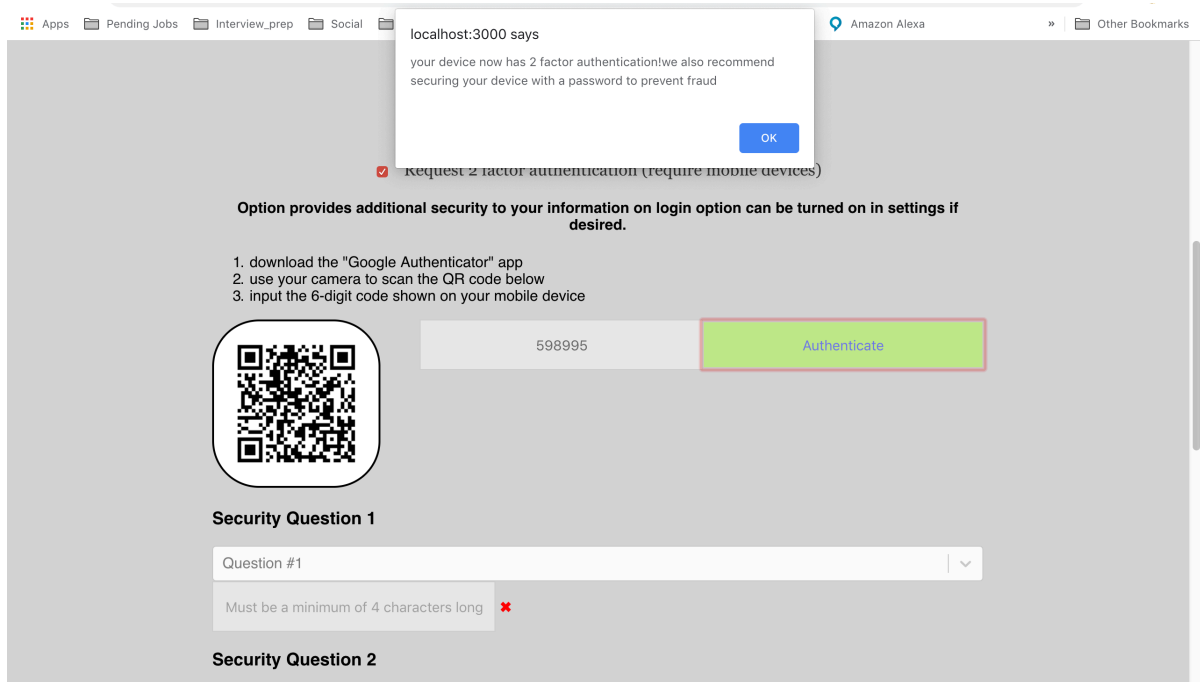 Apps Pending Jobs Interview_prep Social Amazon Alexa » Other Bookmarks
localhost:3000 says
your device now has 2 factor authentication!we also recommend
securing your device with a password to prevent fraud
OK
Request 2 factor authentication (require mobile devices)
Option provides additional security to your information on login option can be turned on in settings if
desired.
1. download the "Google Authenticator" app
2. use your camera to scan the QR code below
3. input the 6-digit code shown on your mobile device
598995 Authenticate
Security Question 1
Question #1
Must be a minimum of 4 characters long
Security Question 2